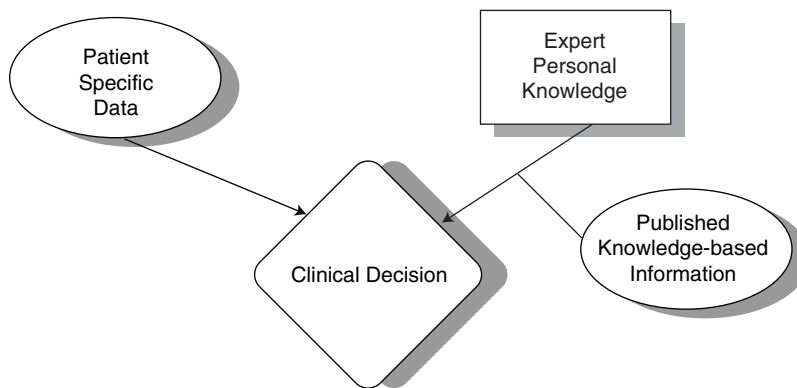 Patient
Specific
Data
Expert
Personal
Knowledge
Clinical Decision
Published
Knowledge-based
Information